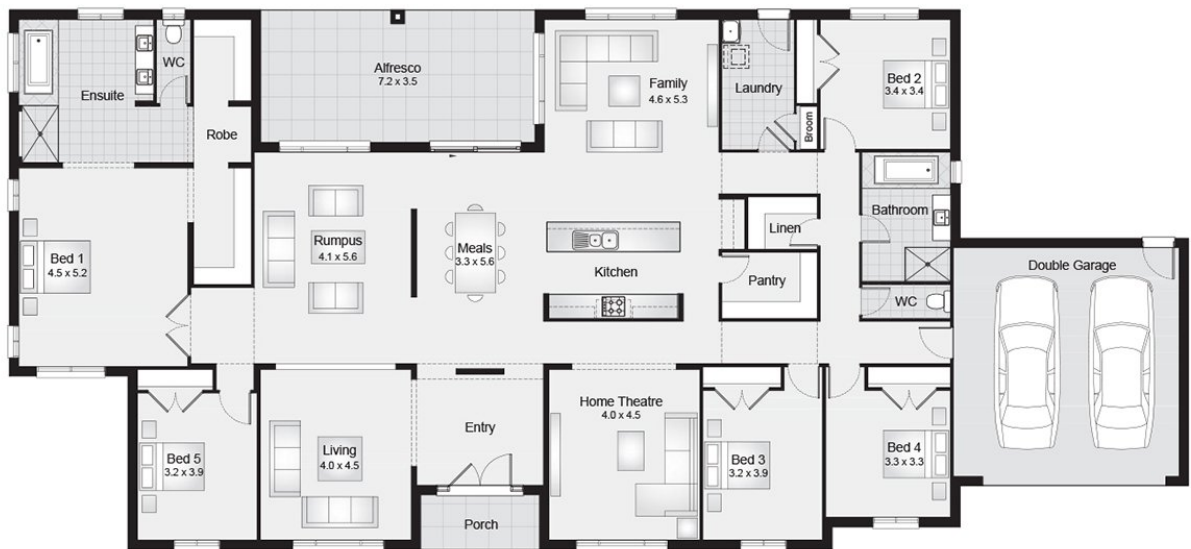 WC
Ensuite
Robe
Alfresco
7.2 x 3.5
Family
4.6 x 5.3
Laundry
Broom
Bed 2
3.4 x 3.4
Bed 1
4.5 x 5.2
Rumpus
4.1 x 5.6
Meals
3.3 x 5.6
Kitchen
Linen
Pantry
Bathroom
WC
Double Garage
Bed 5
3.2 x 3.9
Living
4.0 x 4.5
Entry
Porch
Home Theatre
4.0 x 4.5
Bed 3
3.2 x 3.9
Bed 4
3.3 x 3.3